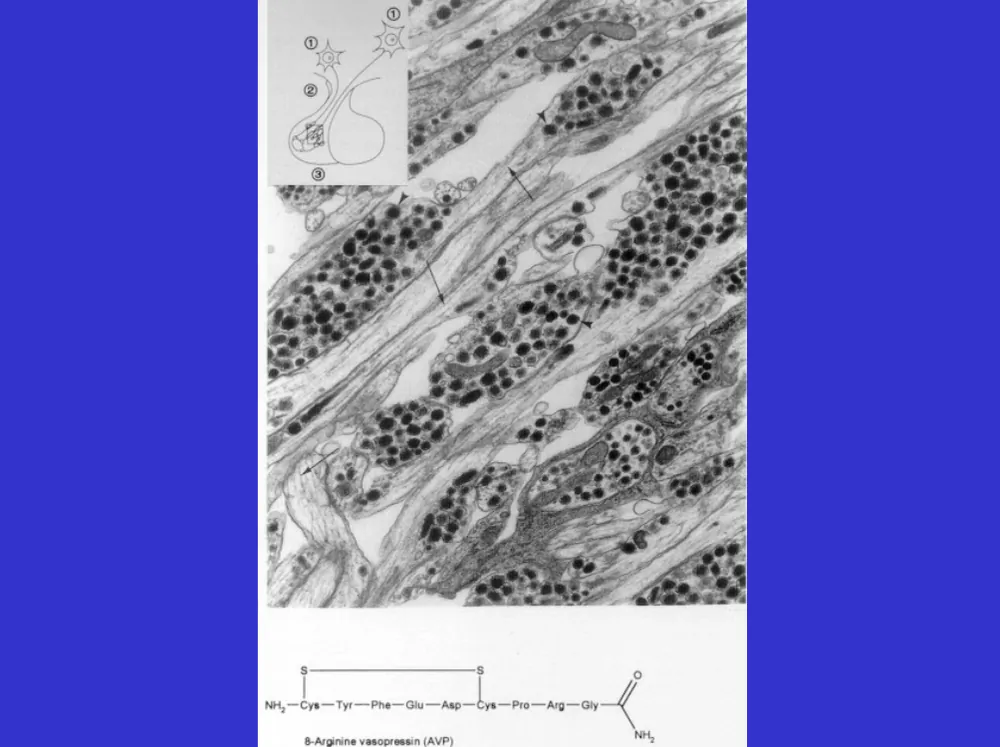 ①
①
②
③
S S
NH2—Cys—Tyr—Phe—Glu—Asp—Cys—Pro—Arg—Gly
O
NH2
8-Arginine vasopressin (AVP)